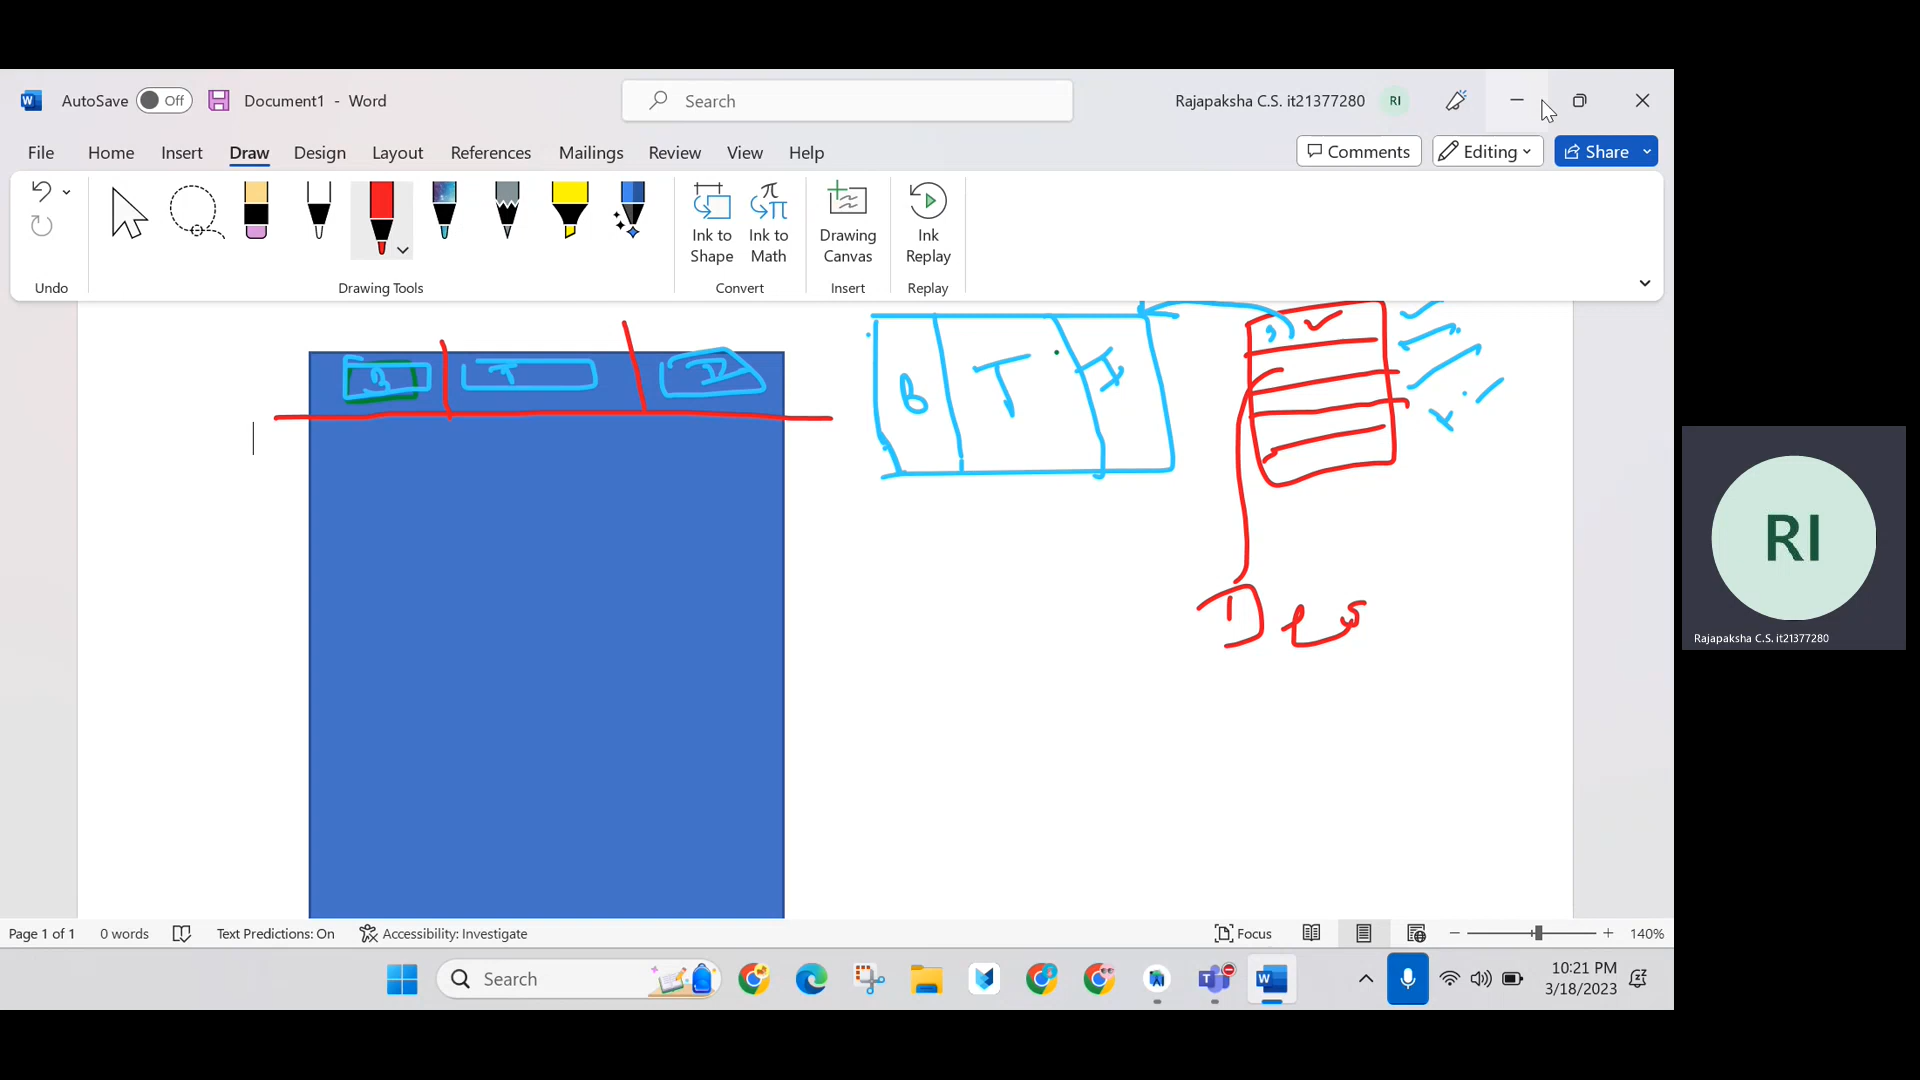 AutoSave Off Document1 - Word Search Rajapaksha C.S. it21377280 RI
File Home Insert Draw Design Layout References Mailings Review View Help Comments Editing Share
Ink to Shape
Ink to Math
Drawing Canvas
Ink Replay
Undo Drawing Tools Convert Insert Replay
B T
B T I
Des
RI
Rajapaksha C.S. it21377280
Page 1 of 1 0 words Text Predictions: On Accessibility: Investigate Focus 140%
Search 10:21 PM
3/18/2023